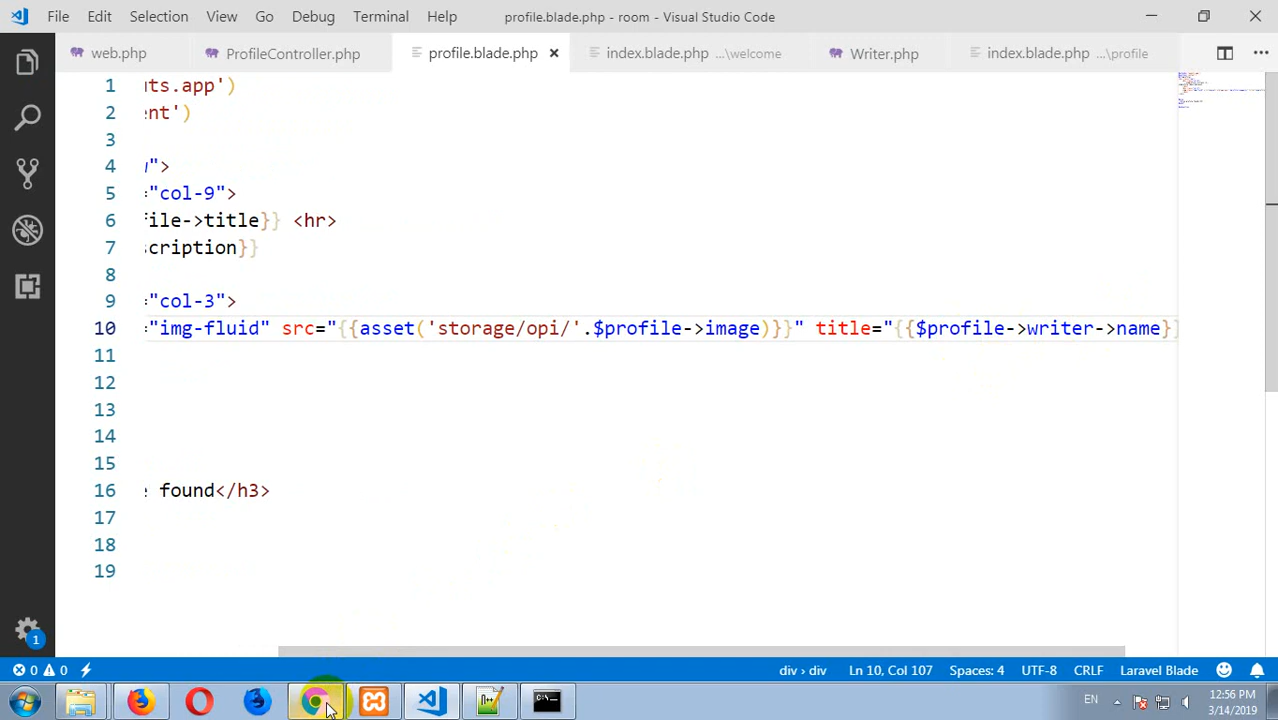 File Edit Selection View Go Debug Terminal Help profile.blade.php - room - Visual Studio Code
web.php ProfileController.php profile.blade.php index.blade.php ...\welcome Writer.php index.blade.php ...\profile
1 uts.app')
2 ent')
3
4 w">
5 ="col-9">
6 file->title}} <hr>
7 scription}}
8
9 ="col-3">
10 ="img-fluid" src="{{asset('storage/opi/'.$profile->image)}}" title="{{$profile->writer->name}}
11
12
13
14
15
16 e found</h3>
17
18
19
1
0 0 div › div Ln 10, Col 107 Spaces: 4 UTF-8 CRLF Laravel Blade
EN 12:56 PM
3/14/2019